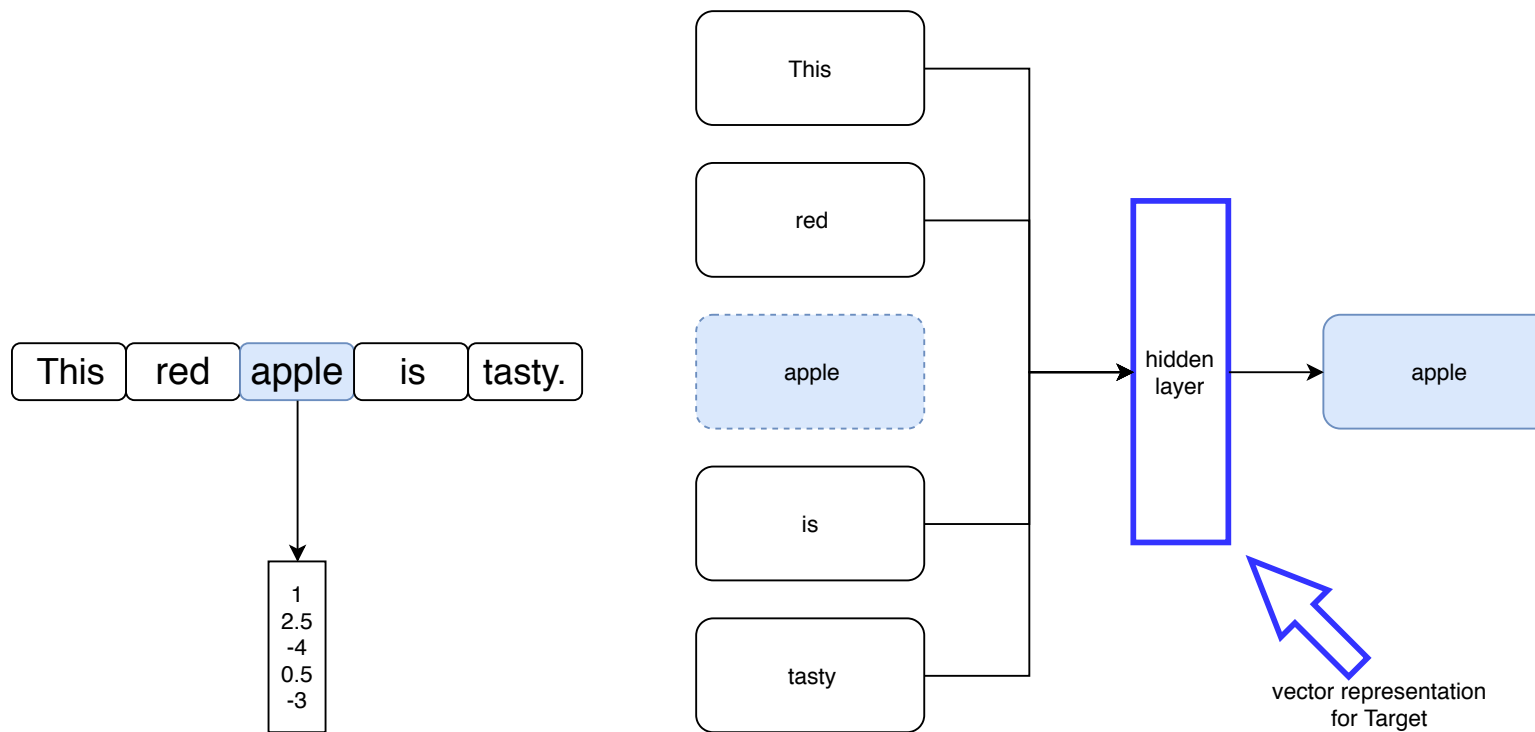 This red apple is tasty.
1
2.5
-4
0.5
-3
This
red
apple
is
tasty
hidden
layer
apple
vector representation
for Target